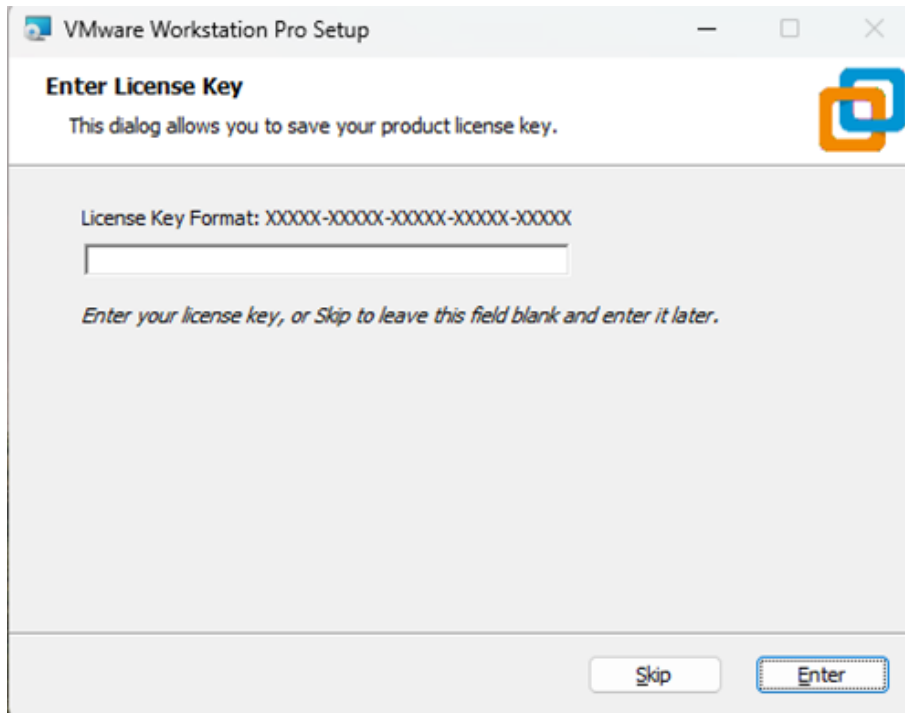 VMware Workstation Pro Setup
Enter License Key
This dialog allows you to save your product license key.
License Key Format: XXXXX-XXXXX-XXXXX-XXXXX-XXXXX
Enter your license key, or Skip to leave this field blank and enter it later.
Skip
Enter